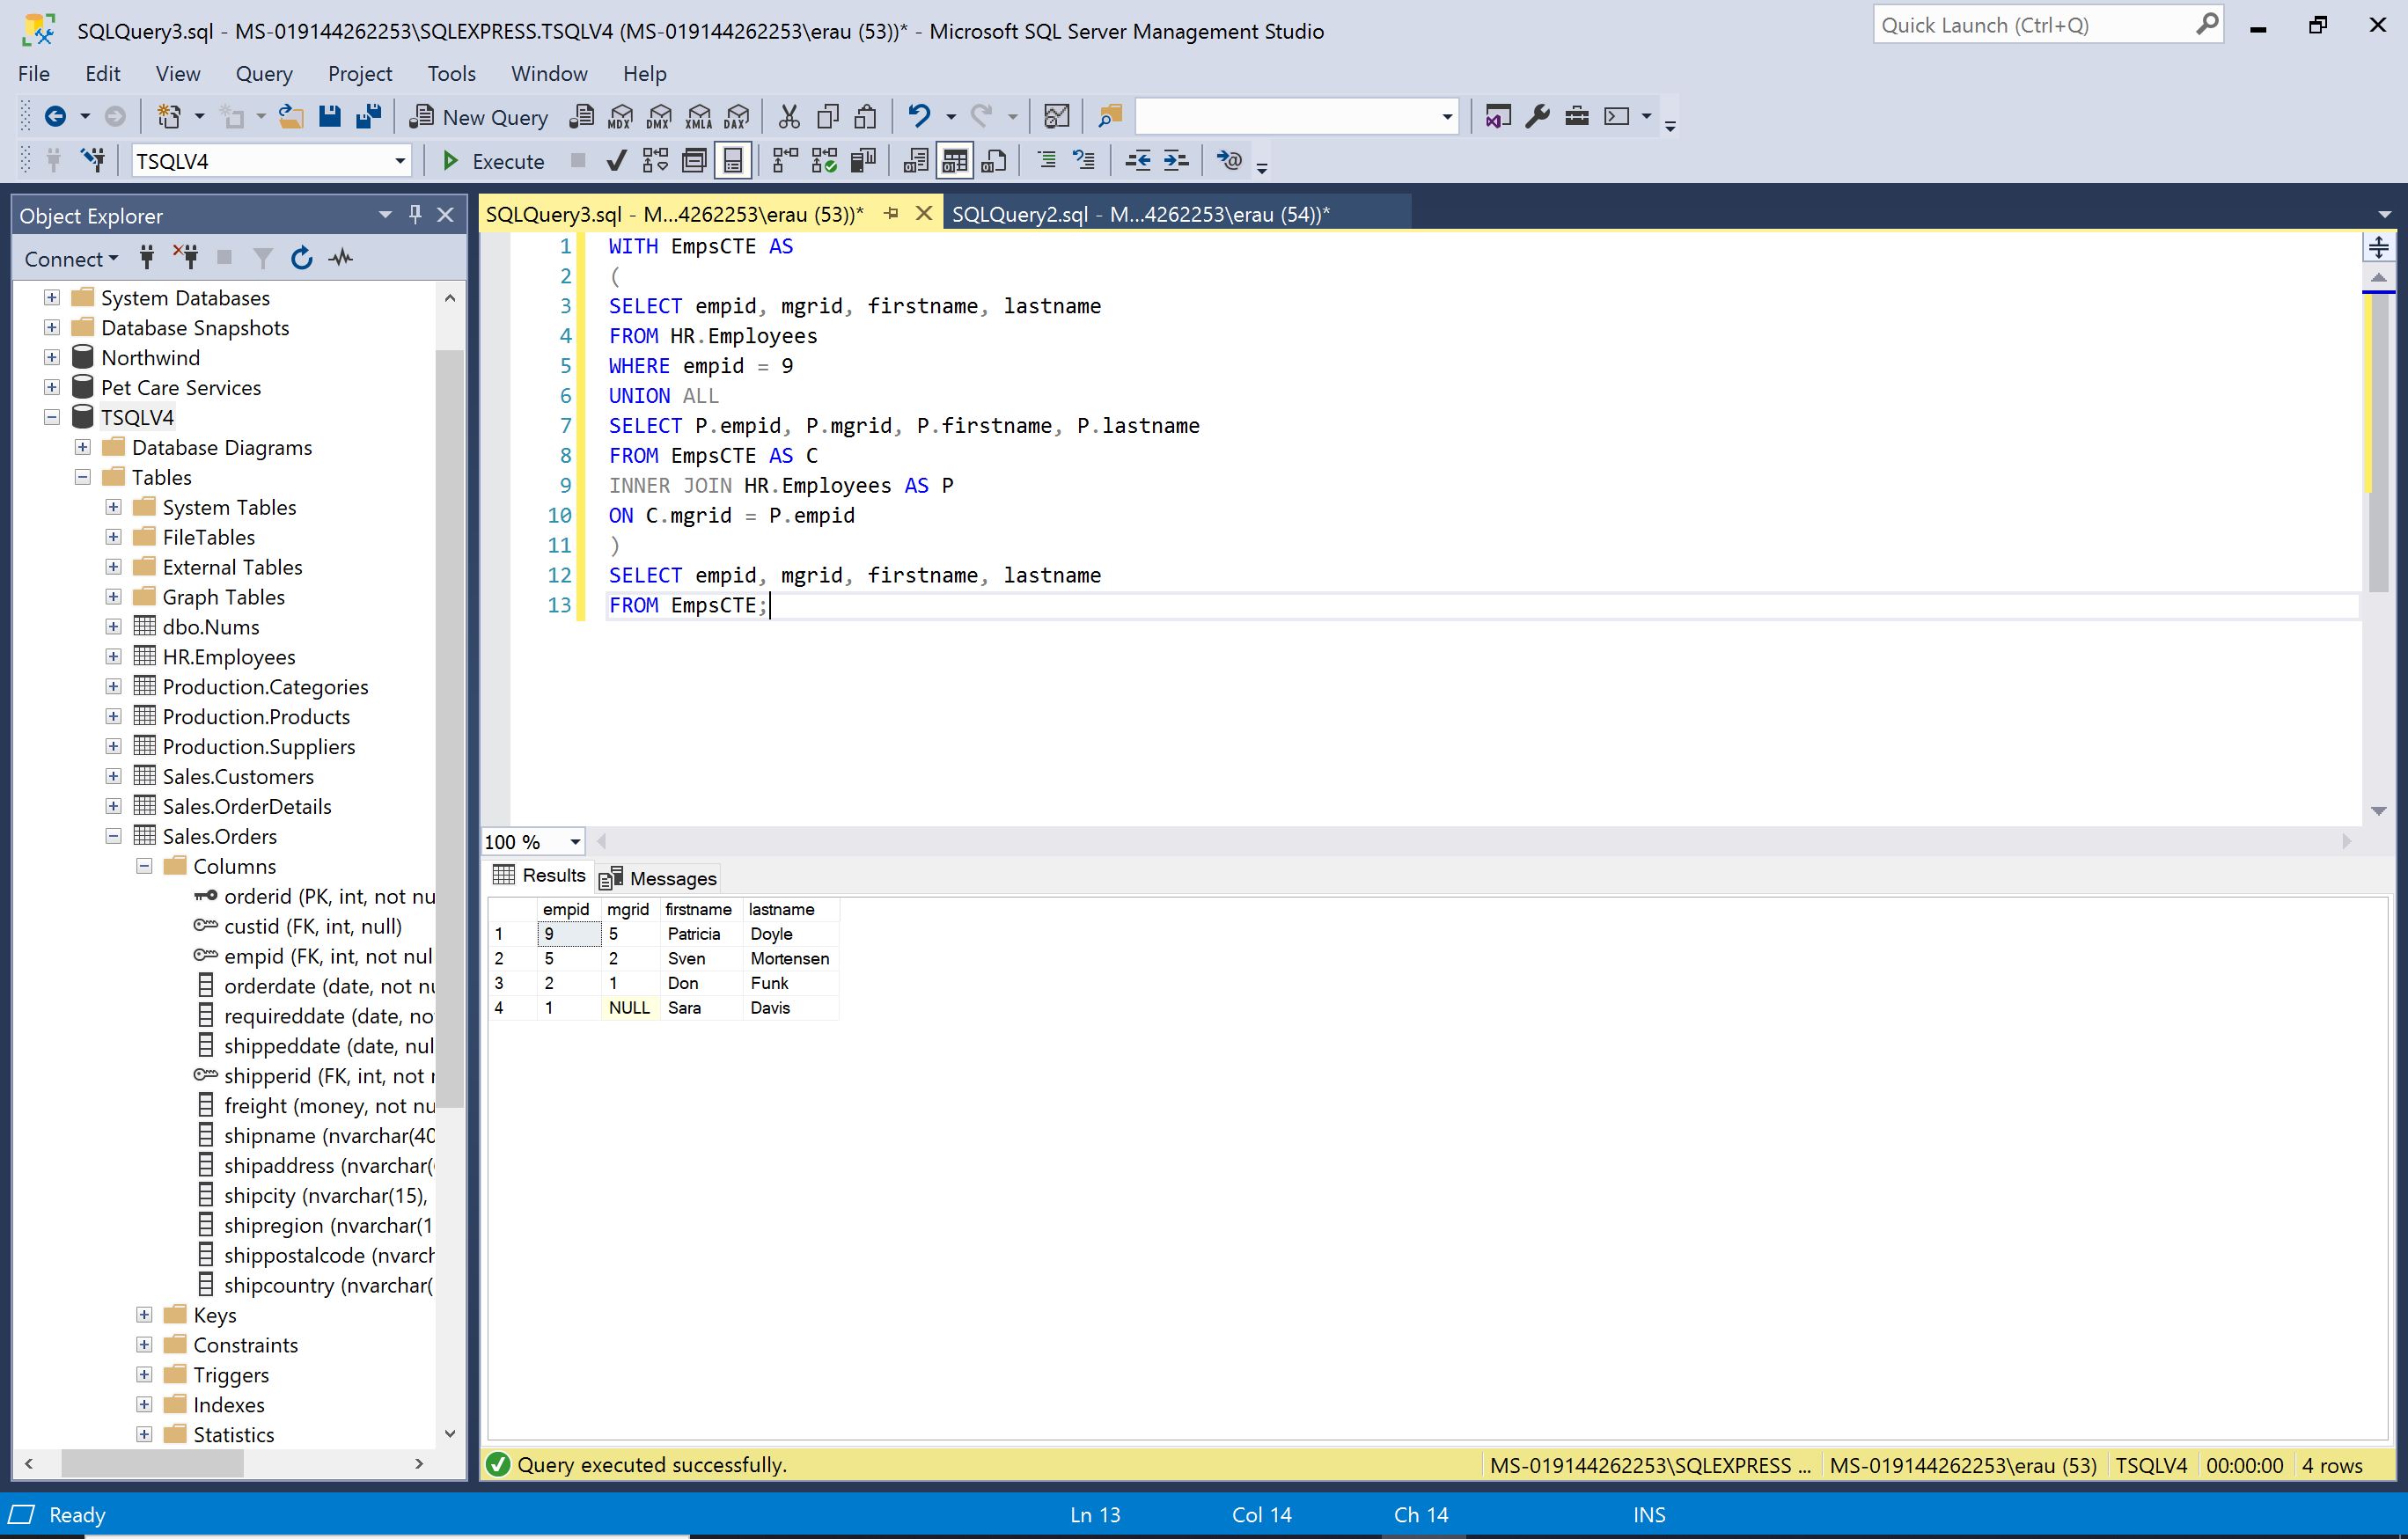 SQLQuery3.sql - MS-019144262253\SQLEXPRESS.TSQLV4 (MS-019144262253\erau (53))* - Microsoft SQL Server Management Studio
Quick Launch (Ctrl+Q)
File Edit View Query Project Tools Window Help
New Query MDX DMX XMLA DAX
TSQLV4 Execute
Object Explorer
Connect
System Databases
Database Snapshots
Northwind
Pet Care Services
TSQLV4
Database Diagrams
Tables
System Tables
FileTables
External Tables
Graph Tables
dbo.Nums
HR.Employees
Production.Categories
Production.Products
Production.Suppliers
Sales.Customers
Sales.OrderDetails
Sales.Orders
Columns
orderid (PK, int, not nu
custid (FK, int, null)
empid (FK, int, not nul
orderdate (date, not nu
requireddate (date, no
shippeddate (date, nul
shipperid (FK, int, not r
freight (money, not nu
shipname (nvarchar(40
shipaddress (nvarchar(
shipcity (nvarchar(15),
shipregion (nvarchar(1
shippostalcode (nvarch
shipcountry (nvarchar(
Keys
Constraints
Triggers
Indexes
Statistics
SQLQuery3.sql - M...4262253\erau (53))* SQLQuery2.sql - M...4262253\erau (54))*
1 WITH EmpsCTE AS
2 (
3 SELECT empid, mgrid, firstname, lastname
4 FROM HR.Employees
5 WHERE empid = 9
6 UNION ALL
7 SELECT P.empid, P.mgrid, P.firstname, P.lastname
8 FROM EmpsCTE AS C
9 INNER JOIN HR.Employees AS P
10 ON C.mgrid = P.empid
11 )
12 SELECT empid, mgrid, firstname, lastname
13 FROM EmpsCTE;
100 %
Results Messages
empid mgrid firstname lastname
1 9 5 Patricia Doyle
2 5 2 Sven Mortensen
3 2 1 Don Funk
4 1 NULL Sara Davis
Query executed successfully. MS-019144262253\SQLEXPRESS ... MS-019144262253\erau (53) TSQLV4 00:00:00 4 rows
Ready Ln 13 Col 14 Ch 14 INS